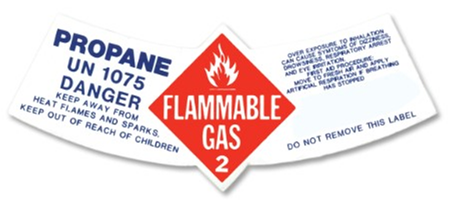 PROPANE
UN 1075
DANGER
KEEP AWAY FROM
HEAT FLAMES AND SPARKS.
KEEP OUT OF REACH OF CHILDREN
FLAMMABLE
GAS
2
OVER EXPOSURE TO INHALATION
CAN CAUSE SYMTOMS OF DIZZINESS,
DROWSINESS, RESPIRATORY ARREST
AND EYE IRRITATION.
FIRST AID PROCEDURE:
MOVE TO FRESH AIR AND APPLY
ARTIFICIAL RESPIRATION IF BREATHING
HAS STOPPED
DO NOT REMOVE THIS LABEL